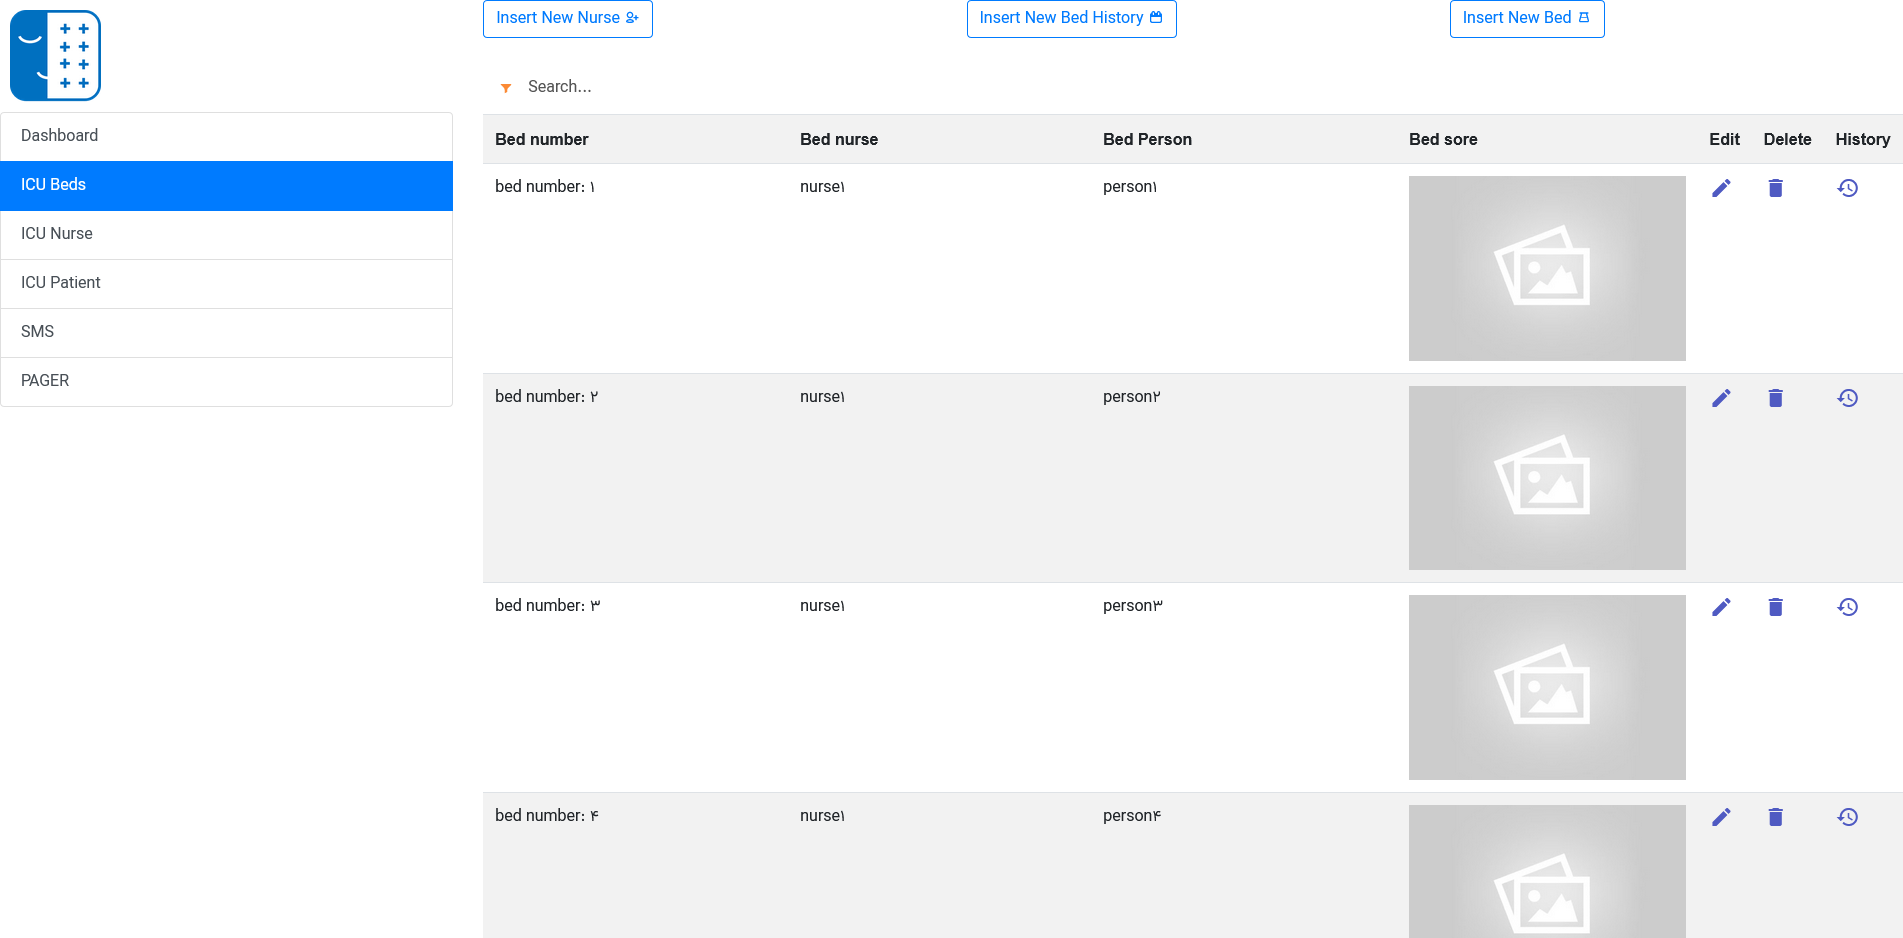 Insert New Nurse
Insert New Bed History
Insert New Bed
Search...
Dashboard
ICU Beds
ICU Nurse
ICU Patient
SMS
PAGER
Bed number Bed nurse Bed Person Bed sore Edit Delete History
bed number: ۱ nurse۱ person۱
bed number: ۲ nurse۱ person۲
bed number: ۳ nurse۱ person۳
bed number: ۴ nurse۱ person۴